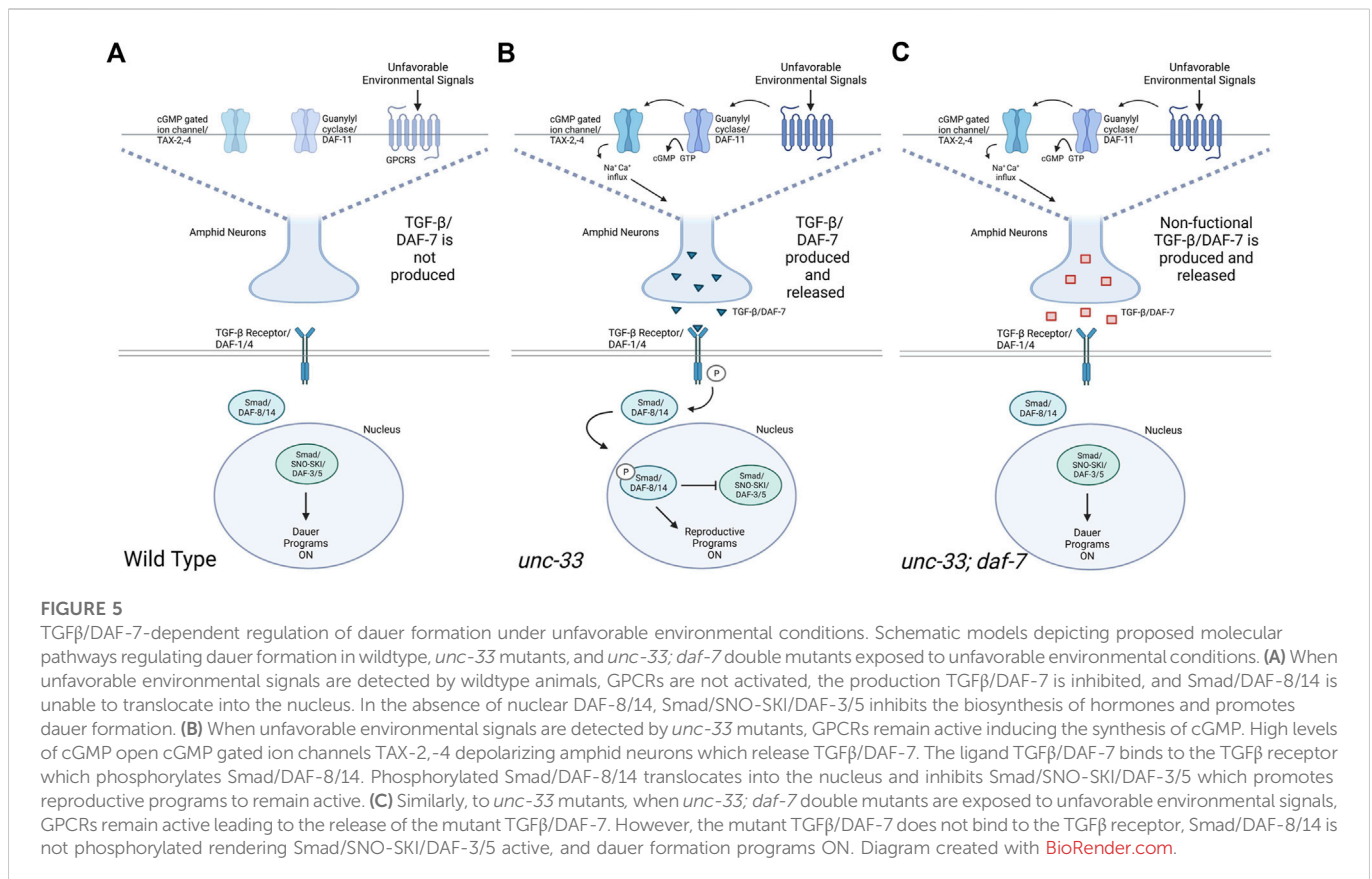 A
Unfavorable
Environmental Signals
cGMP gated
ion channel/
TAX-2,-4
Guanylyl
cyclase/
DAF-11
GPCRS
Amphid Neurons
TGF-β/
DAF-7 is
not
produced
TGF-β Receptor/
DAF-1/4
Smad/
DAF-8/14
Nucleus
Smad/
SNO-SKI/
DAF-3/5
Dauer
Programs
ON
Wild Type
B
Unfavorable
Environmental Signals
cGMP gated
ion channel/
TAX-2,-4
Guanylyl
cyclase/
DAF-11
cGMP GTP
Na⁺ Ca⁺
influx
Amphid Neurons
TGF-β/
DAF-7
produced
and
released
TGF-β/DAF-7
TGF-β Receptor/
DAF-1/4
P
Smad/
DAF-8/14
Nucleus
P
Smad/
DAF-8/14
Smad/
SNO-SKI/
DAF-3/5
Reproductive
Programs
ON
unc-33
C
Unfavorable
Environmental Signals
cGMP gated
ion channel/
TAX-2,-4
Guanylyl
cyclase/
DAF-11
cGMP GTP
Na⁺ Ca⁺
influx
Amphid Neurons
Non-fuctional
TGF-β/DAF-7 is
produced and
released
TGF-β/DAF-7
TGF-β Receptor/
DAF-1/4
Smad/
DAF-8/14
Nucleus
Smad/
SNO-SKI/
DAF-3/5
Dauer
Programs
ON
unc-33; daf-7
FIGURE 5
TGFβ/DAF-7-dependent regulation of dauer formation under unfavorable environmental conditions. Schematic models depicting proposed molecular
pathways regulating dauer formation in wildtype, unc-33 mutants, and unc-33; daf-7 double mutants exposed to unfavorable environmental conditions. (A) When
unfavorable environmental signals are detected by wildtype animals, GPCRs are not activated, the production TGFβ/DAF-7 is inhibited, and Smad/DAF-8/14 is
unable to translocate into the nucleus. In the absence of nuclear DAF-8/14, Smad/SNO-SKI/DAF-3/5 inhibits the biosynthesis of hormones and promotes
dauer formation. (B) When unfavorable environmental signals are detected by unc-33 mutants, GPCRs remain active inducing the synthesis of cGMP. High levels
of cGMP open cGMP gated ion channels TAX-2,-4 depolarizing amphid neurons which release TGFβ/DAF-7. The ligand TGFβ/DAF-7 binds to the TGFβ receptor
which phosphorylates Smad/DAF-8/14. Phosphorylated Smad/DAF-8/14 translocates into the nucleus and inhibits Smad/SNO-SKI/DAF-3/5 which promotes
reproductive programs to remain active. (C) Similarly, to unc-33 mutants, when unc-33; daf-7 double mutants are exposed to unfavorable environmental signals,
GPCRs remain active leading to the release of the mutant TGFβ/DAF-7. However, the mutant TGFβ/DAF-7 does not bind to the TGFβ receptor, Smad/DAF-8/14 is
not phosphorylated rendering Smad/SNO-SKI/DAF-3/5 active, and dauer formation programs ON. Diagram created with BioRender.com.